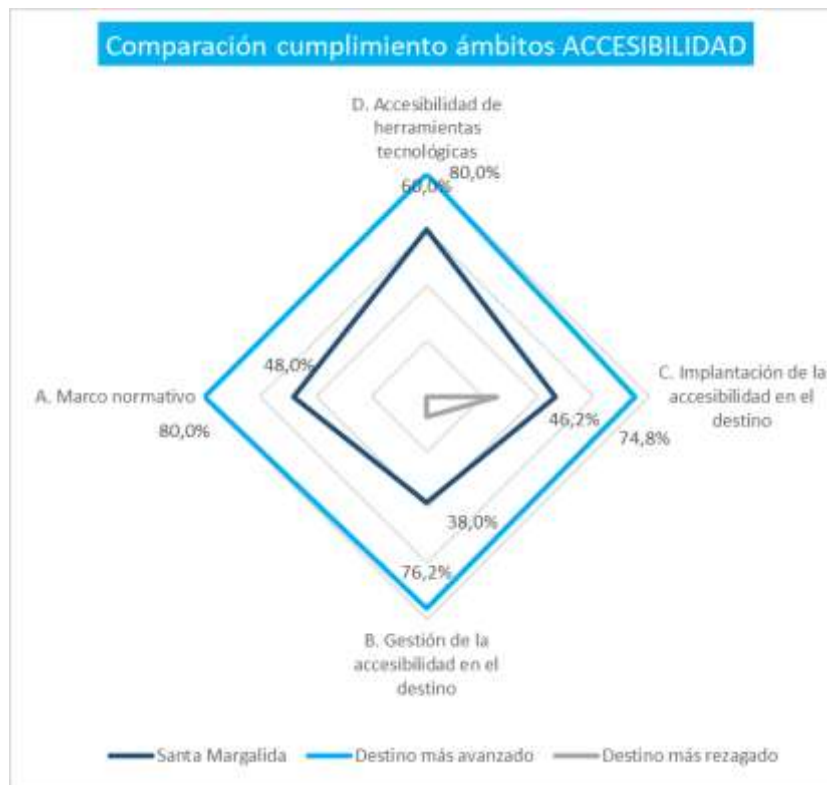 Comparación cumplimiento ámbitos ACCESIBILIDAD
D. Accesibilidad de
herramientas
tecnológicas
80,0%
60,0%
48,0%
A. Marco normativo
80,0%
C. Implantación de la
accesibilidad en el
destino
46,2%
74,8%
38,0%
76,2%
B. Gestión de la
accesibilidad en el
destino
Santa Margalida
Destino más avanzado
Destino más rezagado